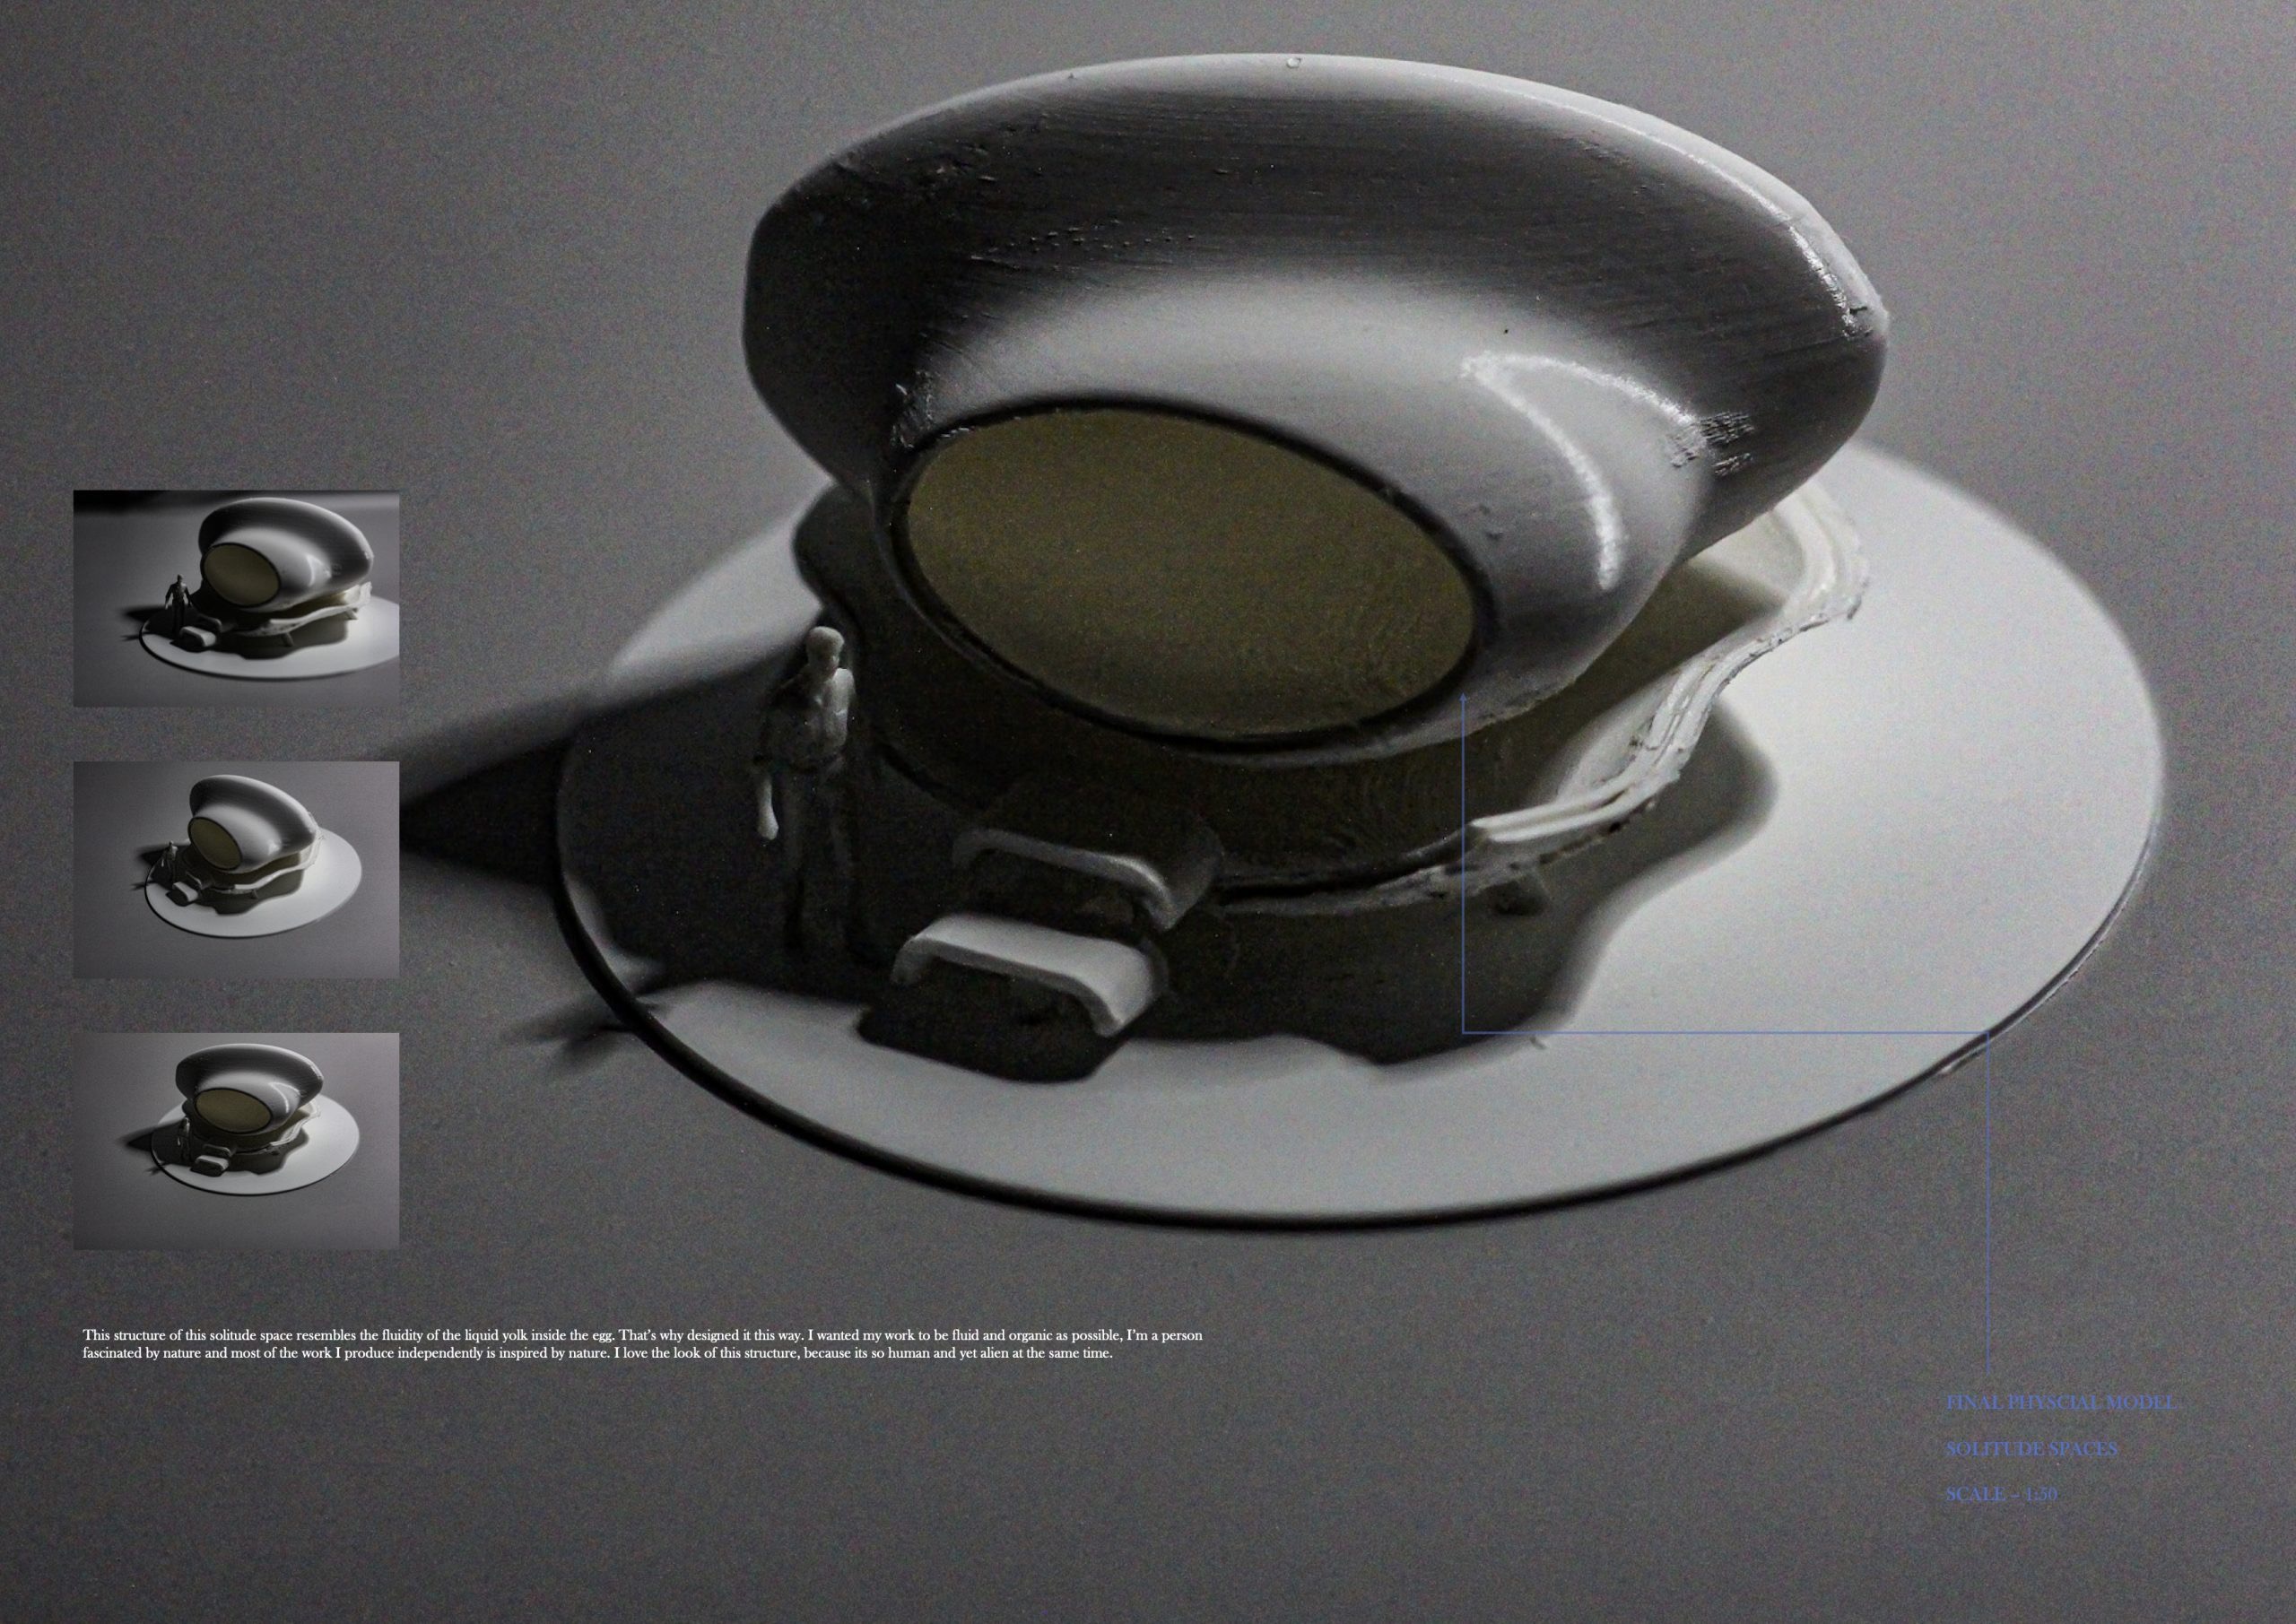 This structure of this solitude space resembles the fluidity of the liquid yolk inside the egg. That's why designed it this way. I wanted my work to be fluid and organic as possible, I'm a person
fascinated by nature and most of the work I produce independently is inspired by nature. I love the look of this structure, because its so human and yet alien at the same time.
FINAL PHYSCIAL MODEL
SOLITUDE SPACES
SCALE – 1:50